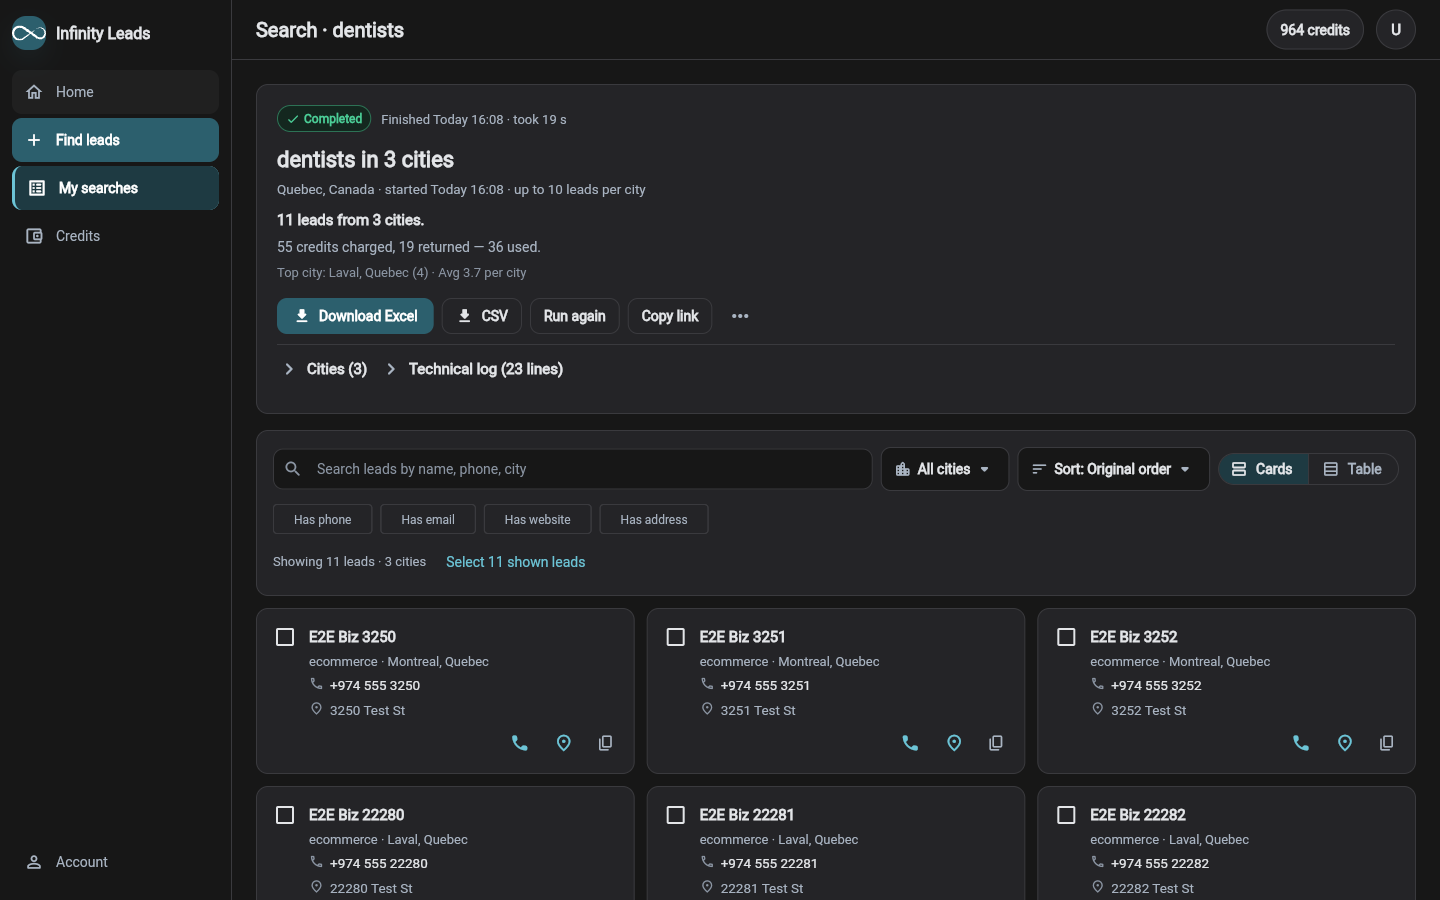 Infinity Leads
Search · dentists
964 credits
U
Home
Find leads
My searches
Credits
Account
Completed
Finished Today 16:08 · took 19 s
dentists in 3 cities
Quebec, Canada · started Today 16:08 · up to 10 leads per city
11 leads from 3 cities.
55 credits charged, 19 returned — 36 used.
Top city: Laval, Quebec (4) · Avg 3.7 per city
Download Excel
CSV
Run again
Copy link
Cities (3)
Technical log (23 lines)
Search leads by name, phone, city
All cities
Sort: Original order
Cards
Table
Has phone
Has email
Has website
Has address
Showing 11 leads · 3 cities
Select 11 shown leads
E2E Biz 3250
ecommerce · Montreal, Quebec
+974 555 3250
3250 Test St
E2E Biz 3251
ecommerce · Montreal, Quebec
+974 555 3251
3251 Test St
E2E Biz 3252
ecommerce · Montreal, Quebec
+974 555 3252
3252 Test St
E2E Biz 22280
ecommerce · Laval, Quebec
+974 555 22280
22280 Test St
E2E Biz 22281
ecommerce · Laval, Quebec
+974 555 22281
22281 Test St
E2E Biz 22282
ecommerce · Laval, Quebec
+974 555 22282
22282 Test St